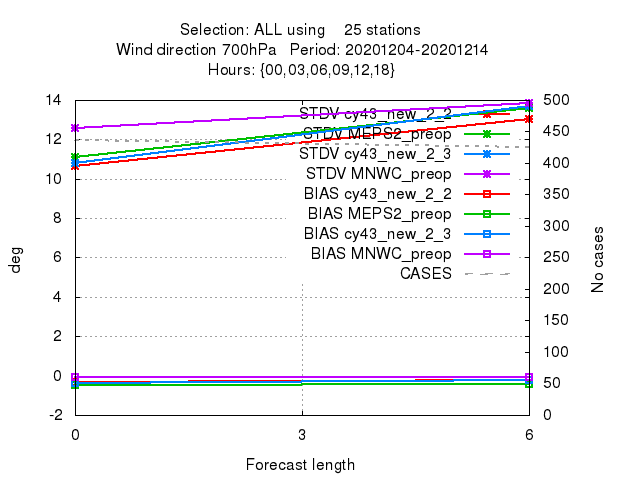 Selection: ALL using 25 stations
Wind direction 700hPa Period: 20201204-20201214
Hours: {00,03,06,09,12,18}
14
12
10
8
6
4
2
0
-2
deg
500
450
400
350
300
250
200
150
100
50
0
No cases
STDV cy43_new_2_2
STDV MEPS2_preop
STDV cy43_new_2_3
STDV MNWC_preop
BIAS cy43_new_2_2
BIAS MEPS2_preop
BIAS cy43_new_2_3
BIAS MNWC_preop
CASES
0 3 6
Forecast length